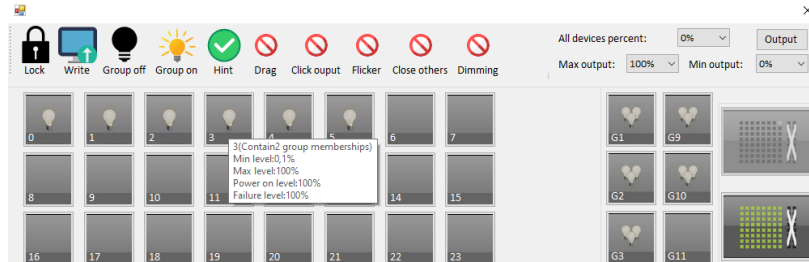 All devices percent: 0% Output
Lock Write Group off Group on Hint Drag Click ouput Flicker Close others Dimming
Max output: 100% Min output: 0%
0 1 2 3 4 5 6 7
G1 G9
3(Contain2 group memberships)
Min level:0,1%
Max level:100%
Power on level:100%
Failure level:100%
8 9 10 11 14 15
G2 G10
16 17 18 19 20 21 22 23
G3 G11